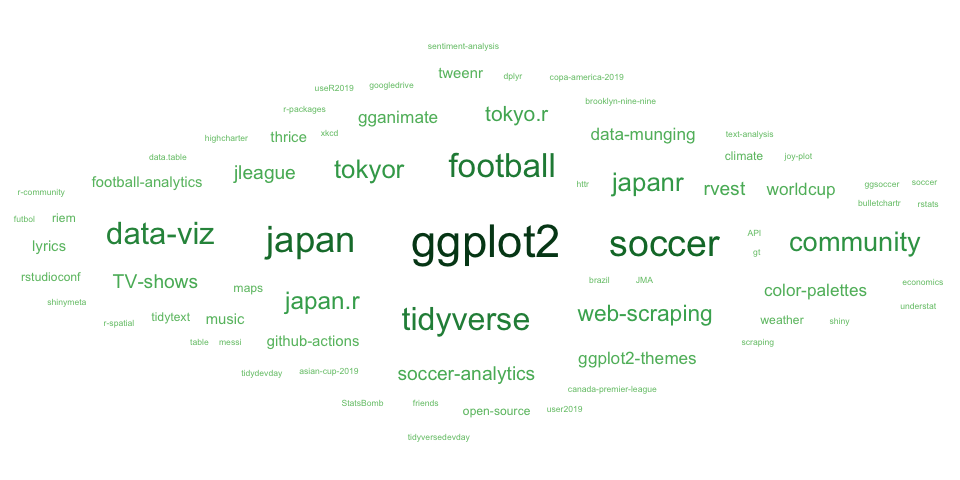 sentiment-analysis
tweenr
dplyr
copa-america-2019
useR2019
googledrive
r-packages
gganimate
tokyo.r
brooklyn-nine-nine
highcharter
thrice
xkcd
data-munging
text-analysis
data.table
jleague
tokyor
football
climate
joy-plot
r-community
football-analytics
httr
japanr
rvest
worldcup
ggsoccer
soccer
futbol
riem
bulletchartr
rstats
lyrics
data-viz
japan
ggplot2
soccer
API
gt
community
rstudioconf
TV-shows
maps
brazil
JMA
color-palettes
economics
shinymeta
japan.r
understat
r-spatial
tidytext
music
tidyverse
web-scraping
weather
shiny
table
messi
github-actions
scraping
ggplot2-themes
tidydevday
asian-cup-2019
soccer-analytics
canada-premier-league
StatsBomb
friends
open-source
user2019
tidyversedevday